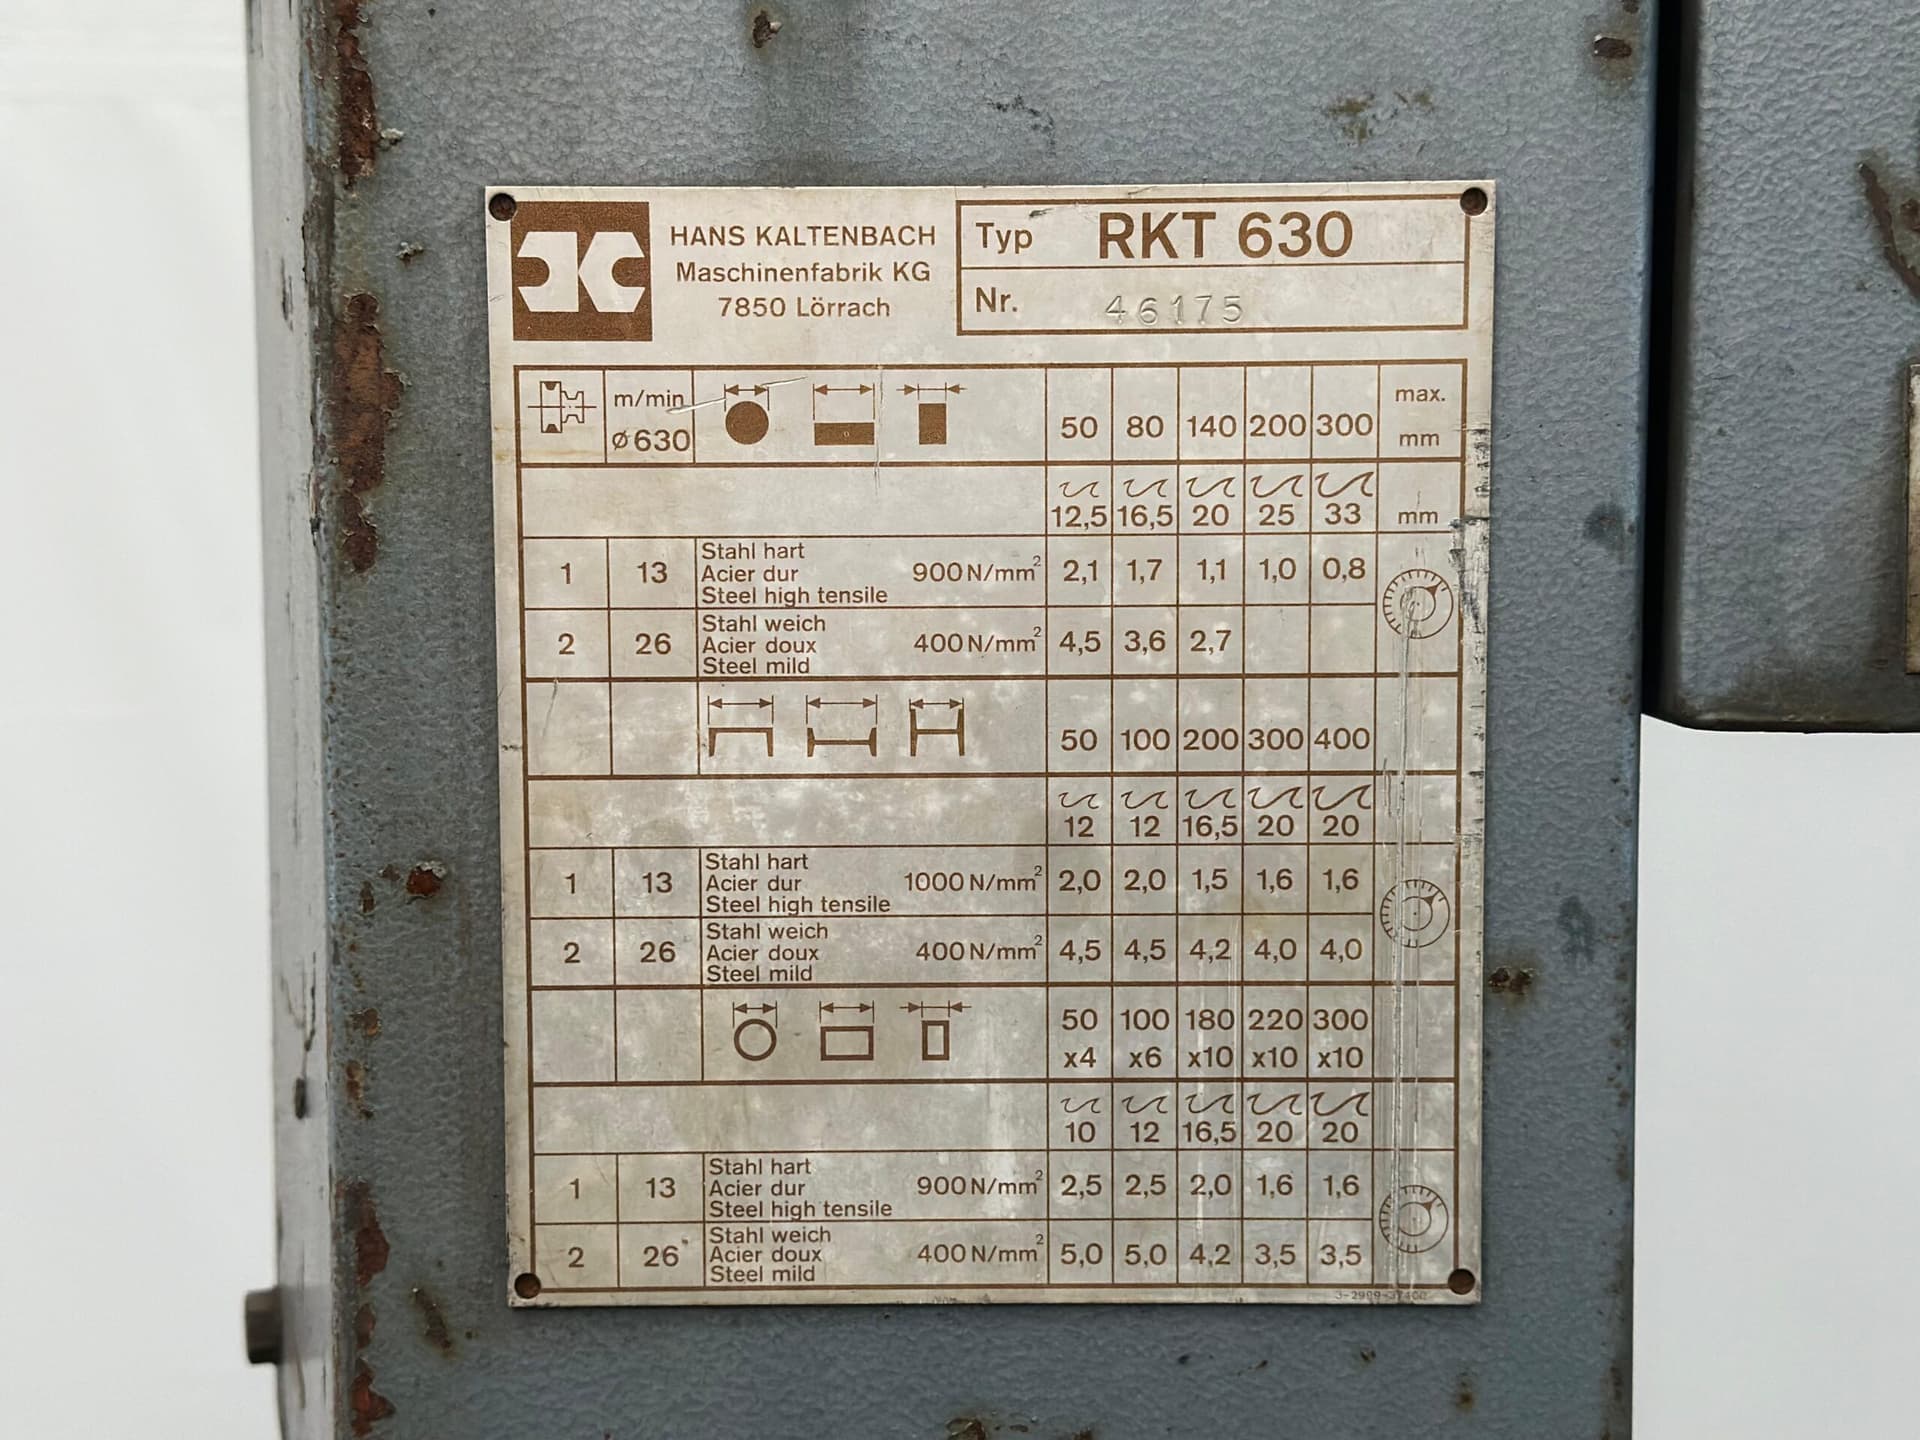 HANS KALTENBACH
Maschinenfabrik KG
7850 Lörrach
Typ RKT 630
Nr. 46175
m/min ø630 50 80 140 200 300 max. mm
12,5 16,5 20 25 33 mm
1 13 Stahl hart
Acier dur 900 N/mm² 2,1 1,7 1,1 1,0 0,8
Steel high tensile
2 26 Stahl weich
Acier doux 400 N/mm² 4,5 3,6 2,7
Steel mild
50 100 200 300 400
12 12 16,5 20 20
1 13 Stahl hart
Acier dur 1000 N/mm² 2,0 2,0 1,5 1,6 1,6
Steel high tensile
2 26 Stahl weich
Acier doux 400 N/mm² 4,5 4,5 4,2 4,0 4,0
Steel mild
50 100 180 220 300
x4 x6 x10 x10 x10
10 12 16,5 20 20
1 13 Stahl hart
Acier dur 900 N/mm² 2,5 2,5 2,0 1,6 1,6
Steel high tensile
2 26 Stahl weich
Acier doux 400 N/mm² 5,0 5,0 4,2 3,5 3,5
Steel mild